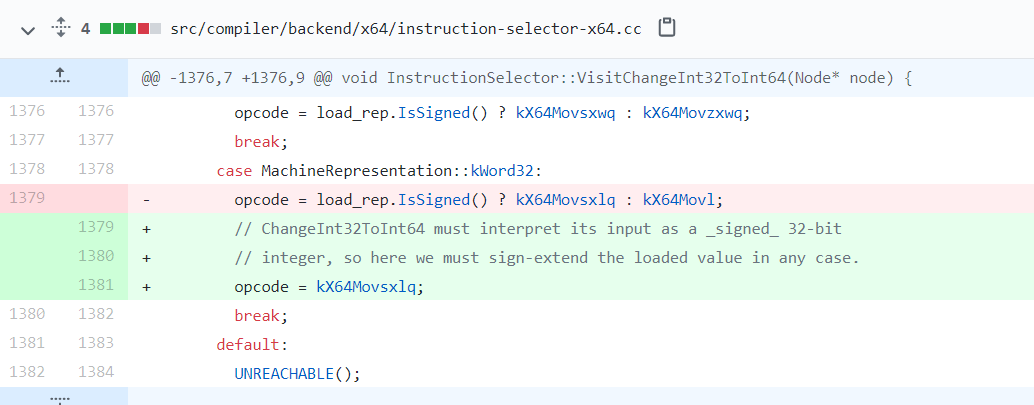 4 src/compiler/backend/x64/instruction-selector-x64.cc
@@ -1376,7 +1376,9 @@ void InstructionSelector::VisitChangeInt32ToInt64(Node* node) {
1376 1376 opcode = load_rep.IsSigned() ? kX64Movsxwq : kX64Movzxwq;
1377 1377 break;
1378 1378 case MachineRepresentation::kWord32:
1379 - opcode = load_rep.IsSigned() ? kX64Movsxlq : kX64Movl;
1379 + // ChangeInt32ToInt64 must interpret its input as a _signed_ 32-bit
1380 + // integer, so here we must sign-extend the loaded value in any case.
1381 + opcode = kX64Movsxlq;
1380 1382 break;
1381 1383 default:
1382 1384 UNREACHABLE();